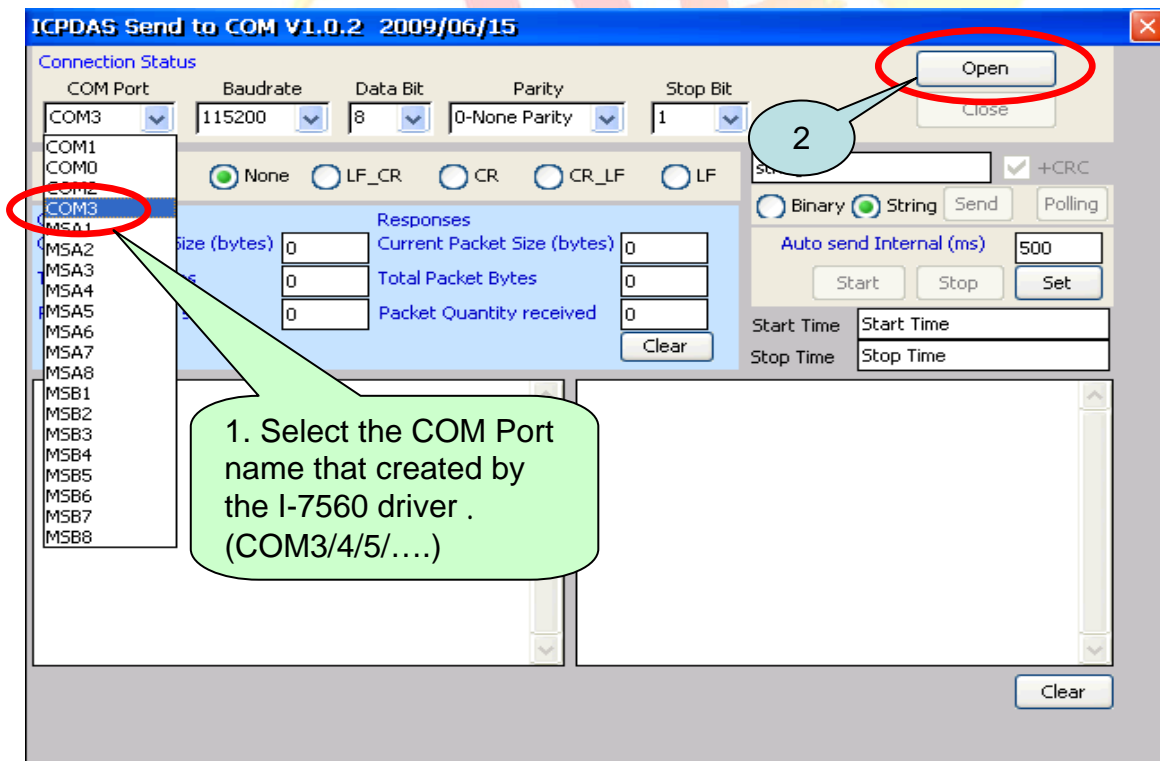 ICPDAS Send to COM V1.0.2 2009/06/15
Connection Status
COM Port Baudrate Data Bit Parity Stop Bit
COM3 115200 8 0-None Parity 1
Open
Close
2
COM1
COM0
COM2
COM3
MSA1
MSA2
MSA3
MSA4
MSA5
MSA6
MSA7
MSA8
MSB1
MSB2
MSB3
MSB4
MSB5
MSB6
MSB7
MSB8
None LF_CR CR CR_LF LF
+CRC
Binary String Send Polling
Auto send Internal (ms) 500
Start Stop Set
Start Time Start Time
Stop Time Stop Time
Responses
Size (bytes) 0 Current Packet Size (bytes) 0
0 Total Packet Bytes 0
0 Packet Quantity received 0
Clear
1. Select the COM Port
name that created by
the I-7560 driver .
(COM3/4/5/….)
Clear